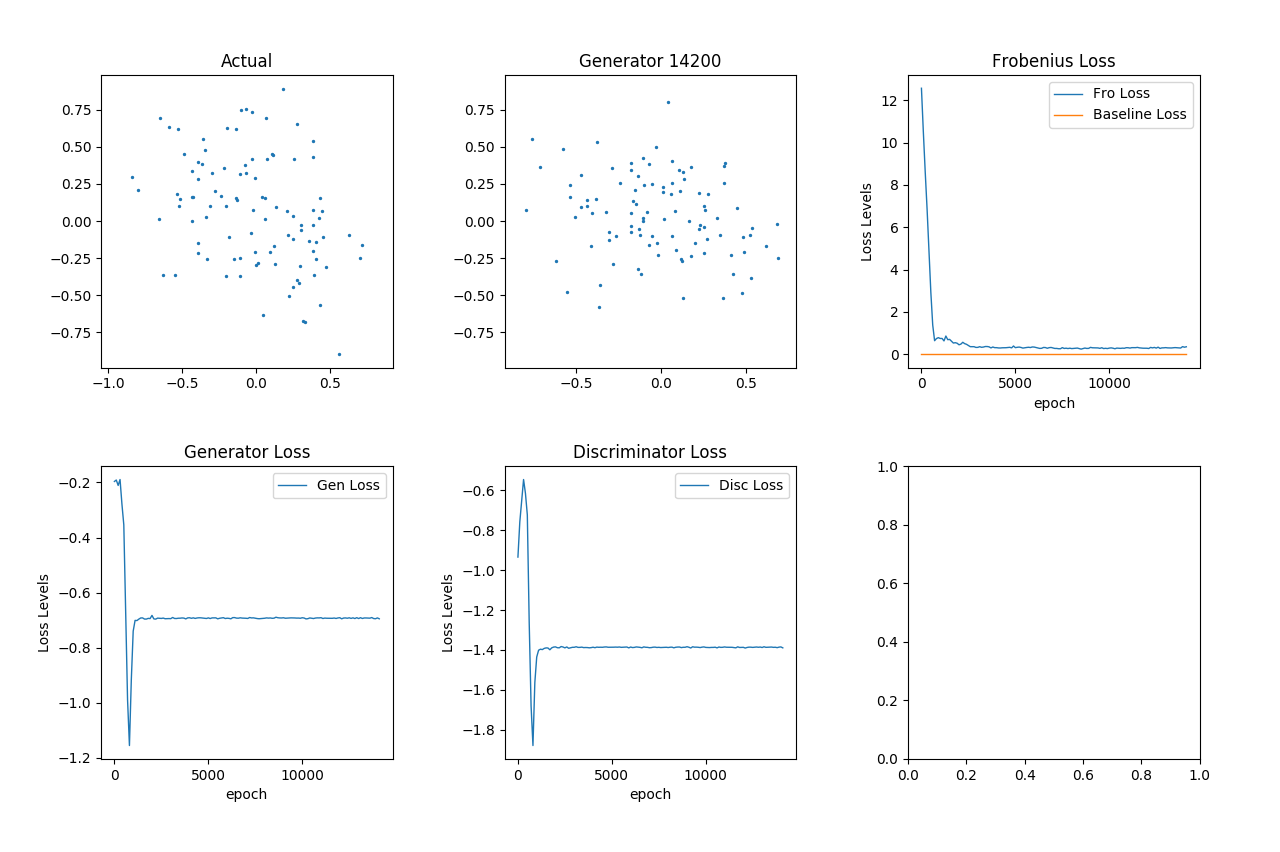 Actual
0.75
0.50
0.25
0.00
−0.25
−0.50
−0.75
−1.0 −0.5 0.0 0.5
Generator 14200
0.75
0.50
0.25
0.00
−0.25
−0.50
−0.75
−0.5 0.0 0.5
Frobenius Loss
Fro Loss
Baseline Loss
Loss Levels
12
10
8
6
4
2
0
0 5000 10000
epoch
Generator Loss
Gen Loss
Loss Levels
−0.2
−0.4
−0.6
−0.8
−1.0
−1.2
0 5000 10000
epoch
Discriminator Loss
Disc Loss
Loss Levels
−0.6
−0.8
−1.0
−1.2
−1.4
−1.6
−1.8
0 5000 10000
epoch
1.0
0.8
0.6
0.4
0.2
0.0
0.0 0.2 0.4 0.6 0.8 1.0